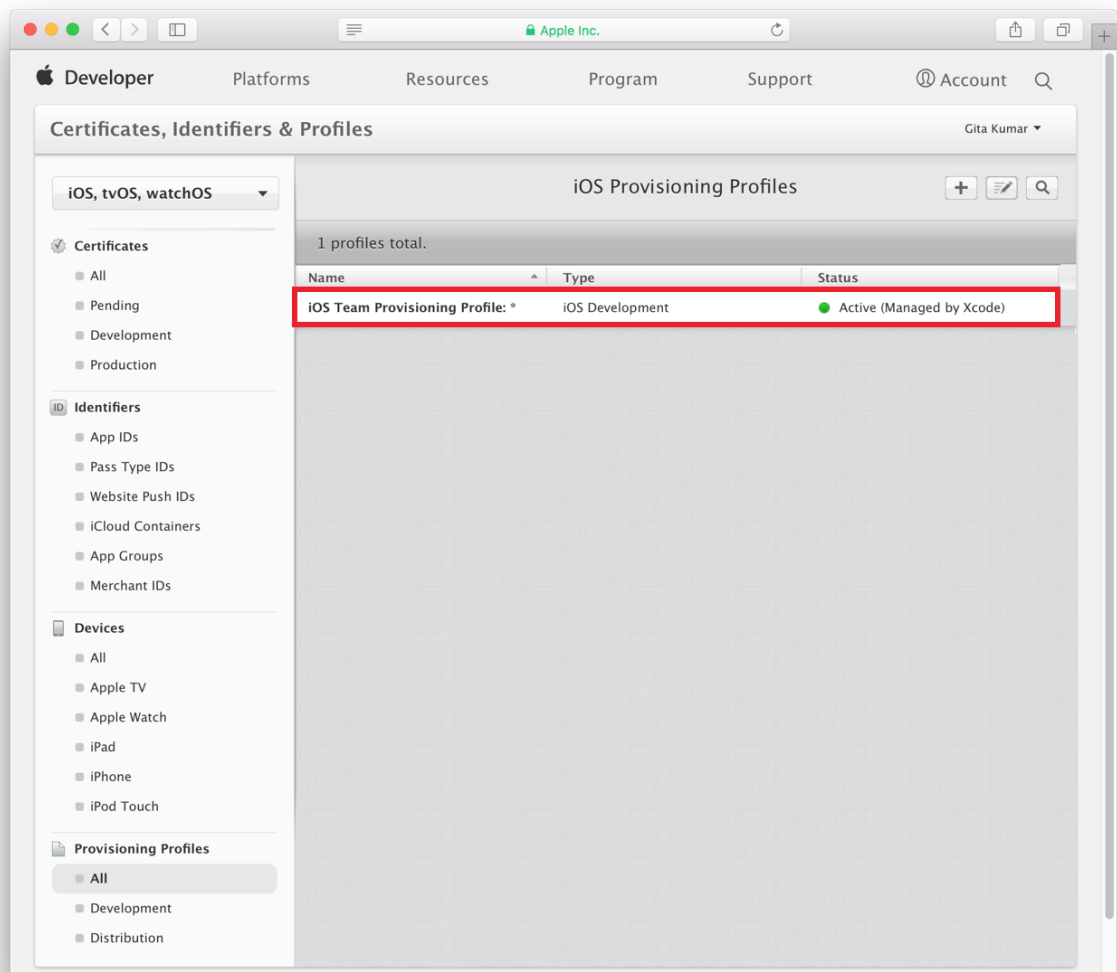 Apple Inc.
Developer Platforms Resources Program Support Account
Certificates, Identifiers & Profiles Gita Kumar
iOS, tvOS, watchOS
Certificates
All
Pending
Development
Production
ID Identifiers
App IDs
Pass Type IDs
Website Push IDs
iCloud Containers
App Groups
Merchant IDs
Devices
All
Apple TV
Apple Watch
iPad
iPhone
iPod Touch
Provisioning Profiles
All
Development
Distribution
iOS Provisioning Profiles
1 profiles total.
Name Type Status
iOS Team Provisioning Profile: * iOS Development Active (Managed by Xcode)